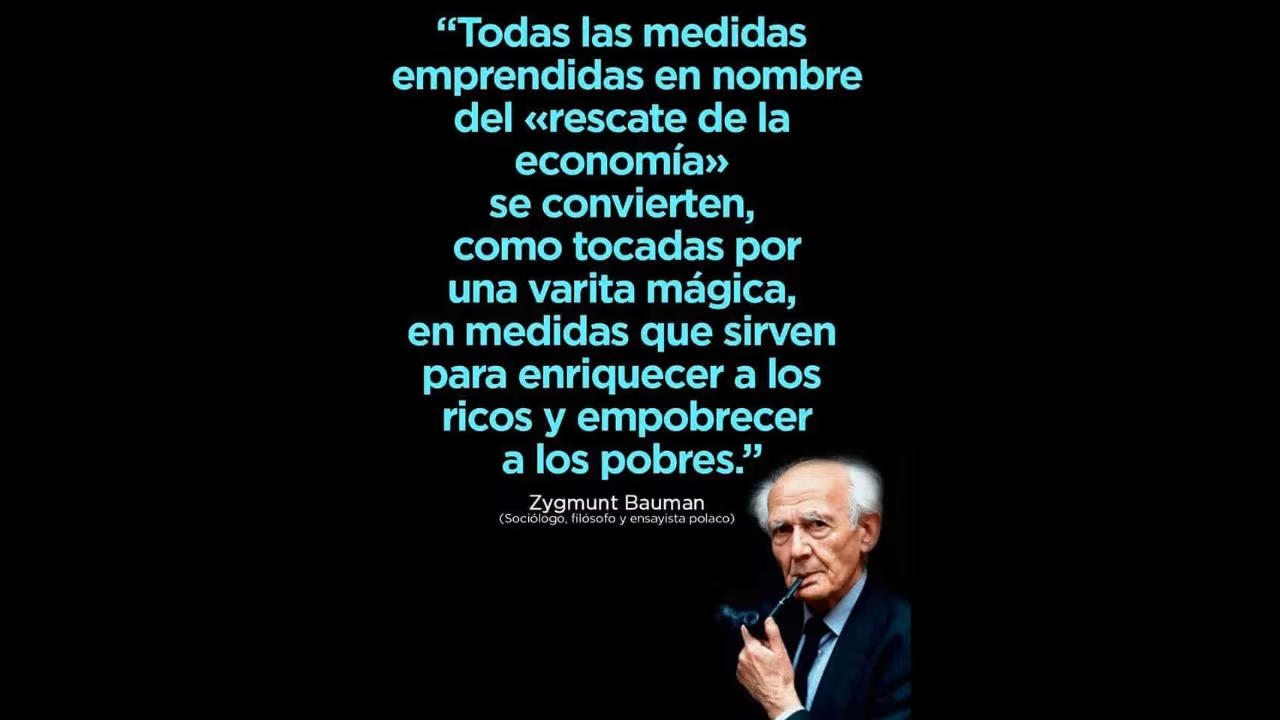 “Todas las medidas
emprendidas en nombre
del «rescate de la
economía»
se convierten,
como tocadas por
una varita mágica,
en medidas que sirven
para enriquecer a los
ricos y empobrecer
a los pobres.”
Zygmunt Bauman
(Sociólogo, filósofo y ensayista polaco)